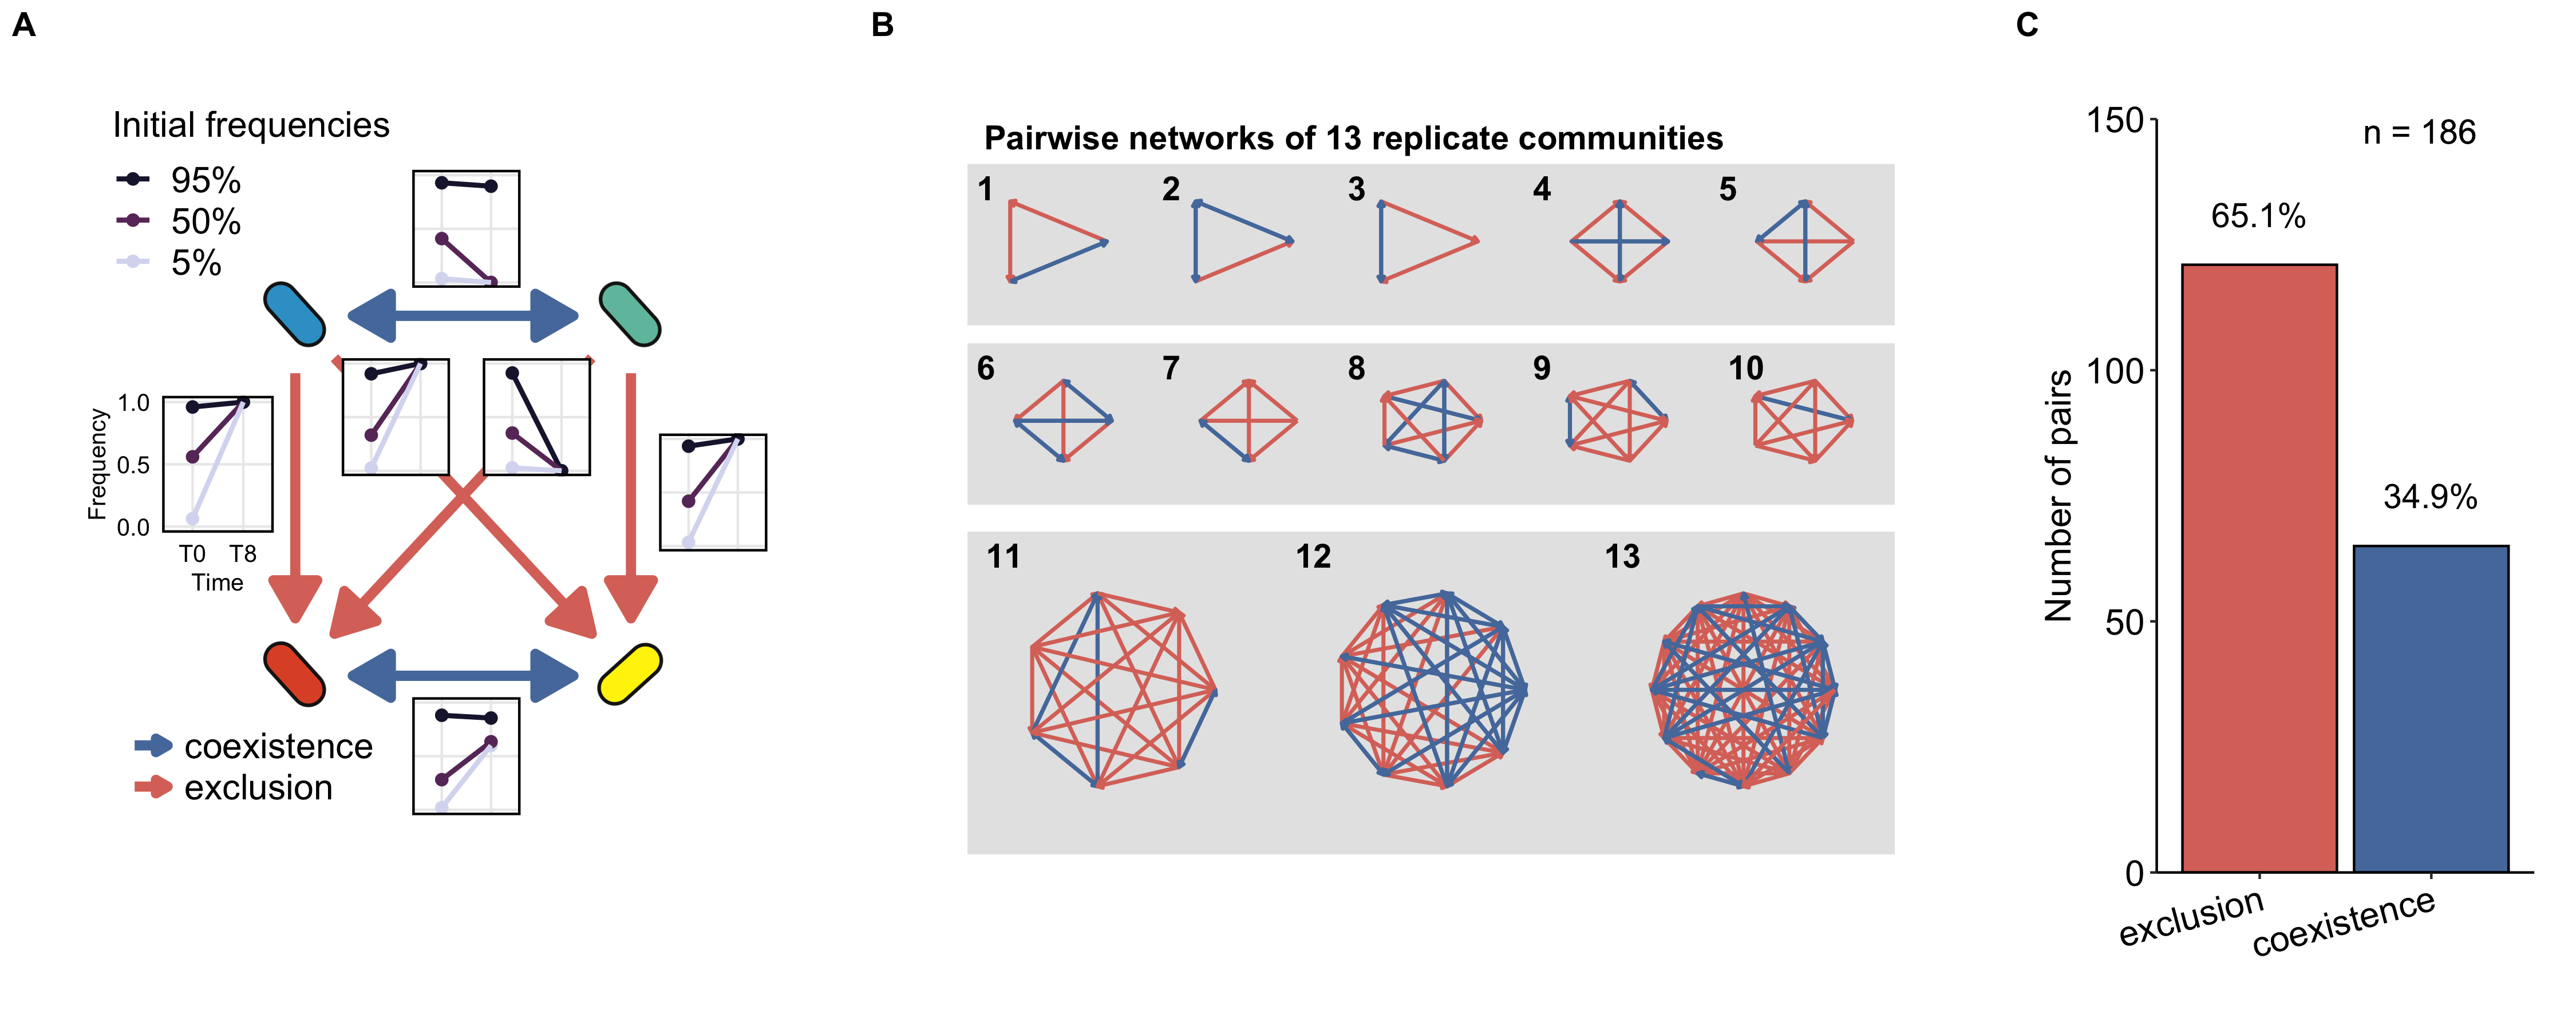 A
Initial frequencies
95%
50%
5%
1.0
0.5
0.0
Frequency
T0 T8
Time
coexistence
exclusion
B
Pairwise networks of 13 replicate communities
1 2 3 4 5
6 7 8 9 10
11 12 13
C
n = 186
150
100
50
0
Number of pairs
65.1%
34.9%
exclusion
coexistence